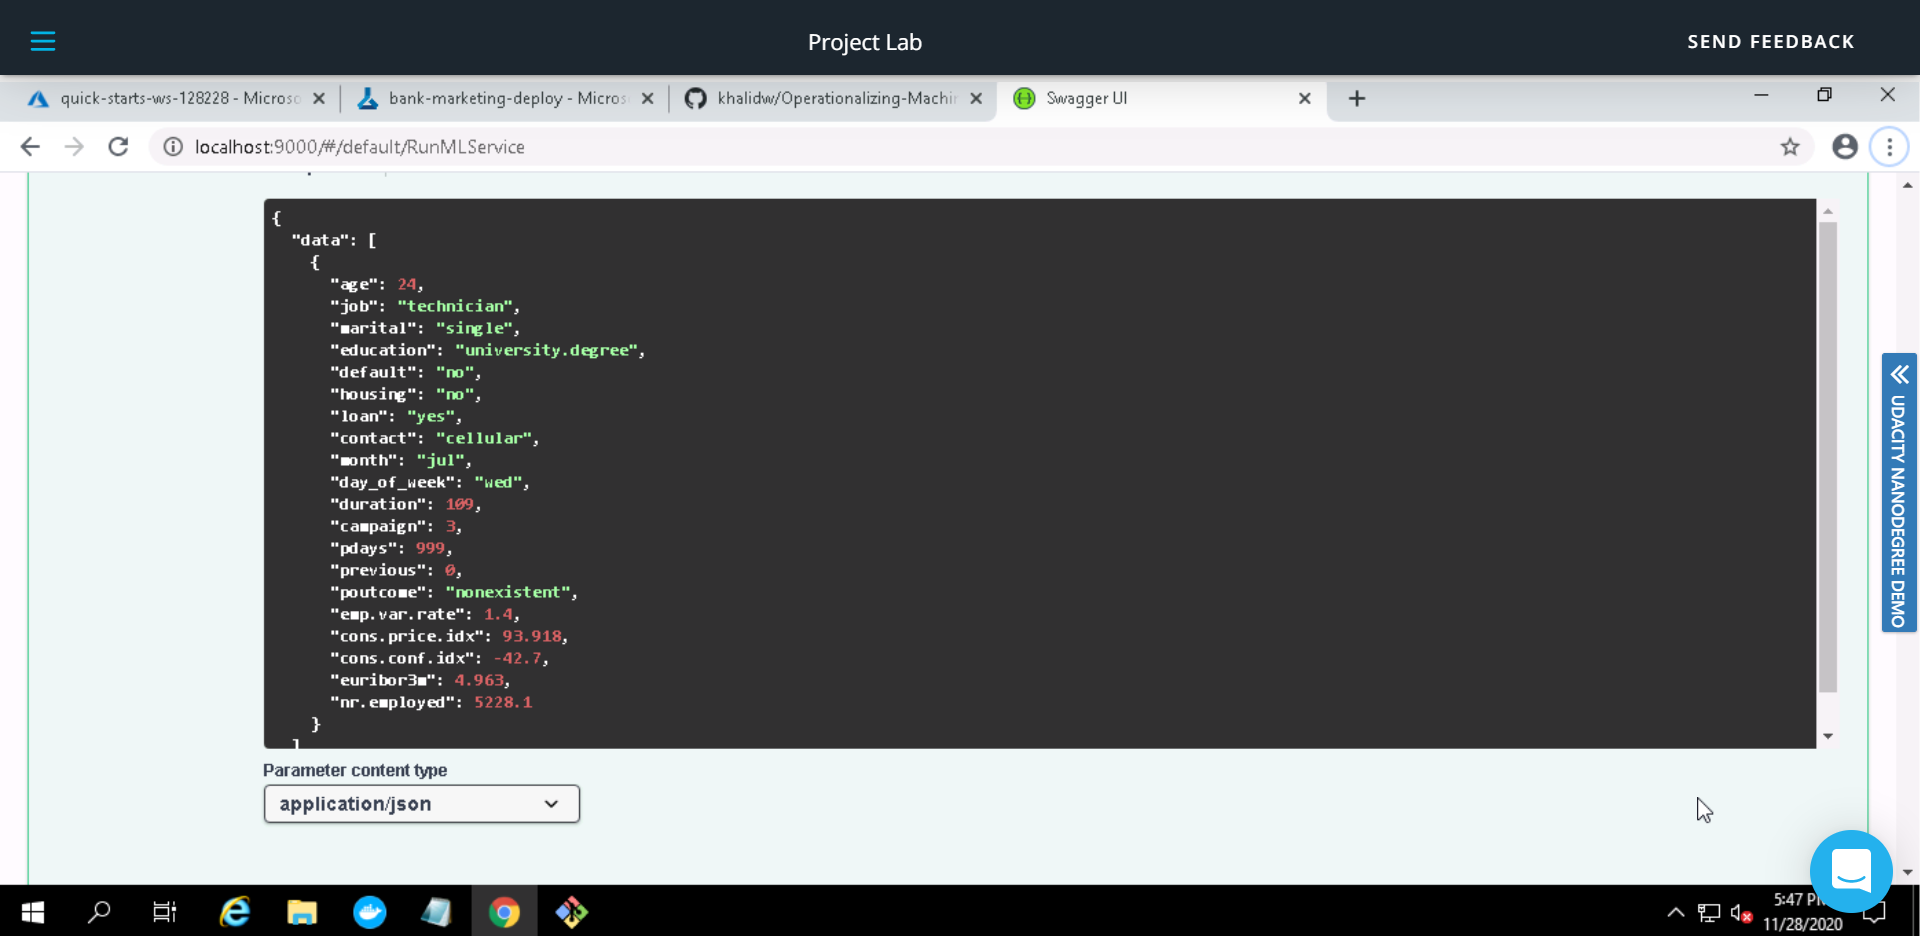 Project Lab
SEND FEEDBACK
quick-starts-ws-128228 - Microso
bank-marketing-deploy - Micros
khalidw/Operationalizing-Machin
Swagger UI
localhost:9000/#/default/RunMLService
{
"data": [
{
"age": 24,
"job": "technician",
"marital": "single",
"education": "university.degree",
"default": "no",
"housing": "no",
"loan": "yes",
"contact": "cellular",
"month": "jul",
"day_of_week": "wed",
"duration": 109,
"campaign": 3,
"pdays": 999,
"previous": 0,
"poutcome": "nonexistent",
"emp.var.rate": 1.4,
"cons.price.idx": 93.918,
"cons.conf.idx": -42.7,
"euribor3m": 4.963,
"nr.employed": 5228.1
}
]
Parameter content type
application/json
UDACITY NANODEGREE DEMO
5:47 P
11/28/2020